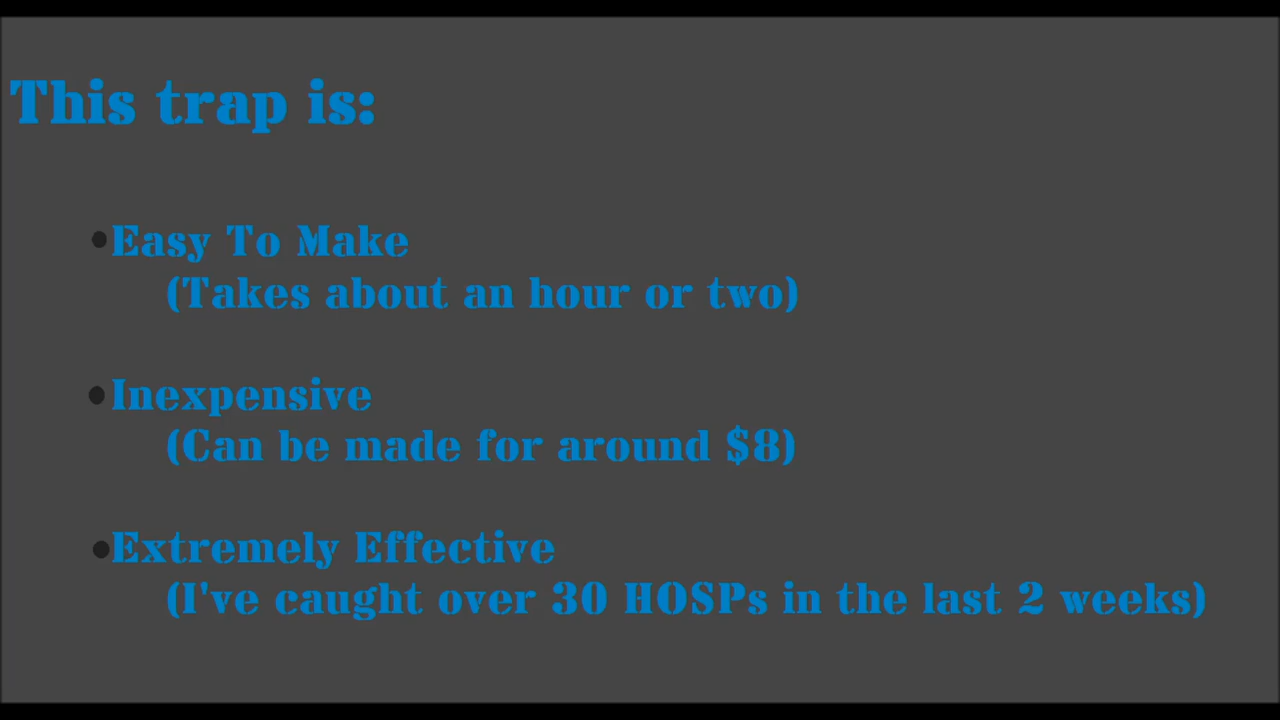 This trap is:
•Easy To Make
(Takes about an hour or two)
•Inexpensive
(Can be made for around $8)
•Extremely Effective
(I've caught over 30 HOSPs in the last 2 weeks)